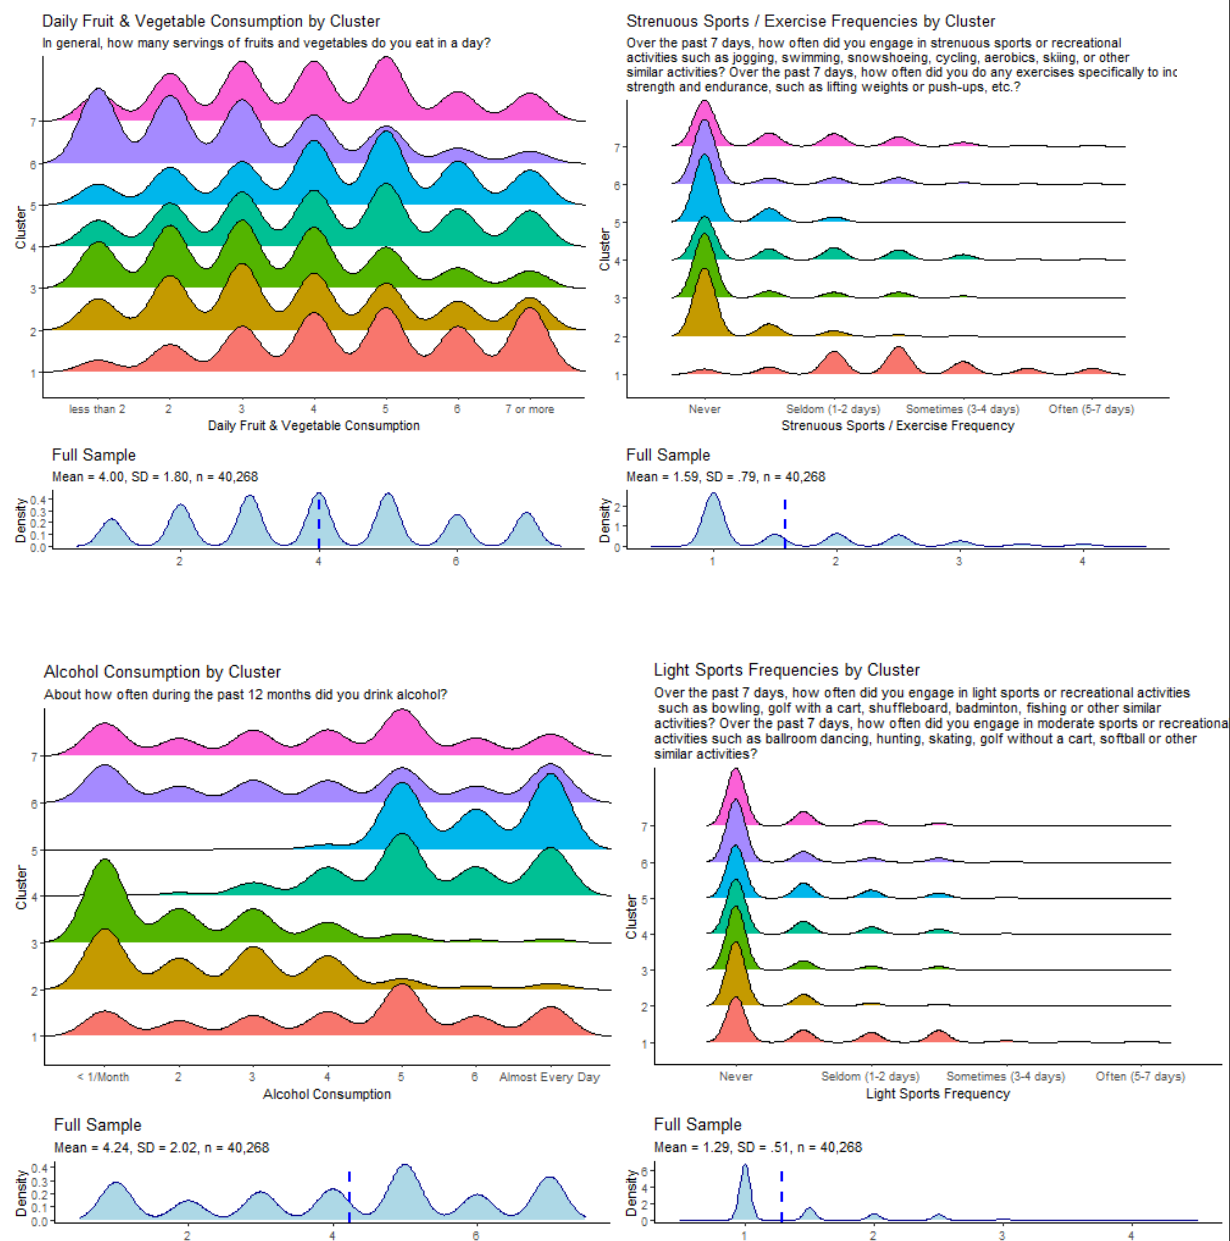 Daily Fruit & Vegetable Consumption by Cluster
In general, how many servings of fruits and vegetables do you eat in a day?
7
6
5
4
3
2
1
Cluster
less than 2 2 3 4 5 6 7 or more
Daily Fruit & Vegetable Consumption
Full Sample
Mean = 4.00, SD = 1.80, n = 40,268
0.4
0.3
0.2
0.1
0.0
Density
2 4 6
Strenuous Sports / Exercise Frequencies by Cluster
Over the past 7 days, how often did you engage in strenuous sports or recreational
activities such as jogging, swimming, snowshoeing, cycling, aerobics, skiing, or other
similar activities? Over the past 7 days, how often did you do any exercises specifically to inc
strength and endurance, such as lifting weights or push-ups, etc.?
7
6
5
4
3
2
1
Cluster
Never Seldom (1-2 days) Sometimes (3-4 days) Often (5-7 days)
Strenuous Sports / Exercise Frequency
Full Sample
Mean = 1.59, SD = .79, n = 40,268
2
1
0
Density
1 2 3 4
Alcohol Consumption by Cluster
About how often during the past 12 months did you drink alcohol?
7
6
5
4
3
2
1
Cluster
< 1/Month 2 3 4 5 6 Almost Every Day
Alcohol Consumption
Full Sample
Mean = 4.24, SD = 2.02, n = 40,268
0.4
0.3
0.2
0.1
0.0
Density
2 4 6
Light Sports Frequencies by Cluster
Over the past 7 days, how often did you engage in light sports or recreational activities
such as bowling, golf with a cart, shuffleboard, badminton, fishing or other similar
activities? Over the past 7 days, how often did you engage in moderate sports or recreationa
activities such as ballroom dancing, hunting, skating, golf without a cart, softball or other
similar activities?
7
6
5
4
3
2
1
Cluster
Never Seldom (1-2 days) Sometimes (3-4 days) Often (5-7 days)
Light Sports Frequency
Full Sample
Mean = 1.29, SD = .51, n = 40,268
6
4
2
0
Density
1 2 3 4